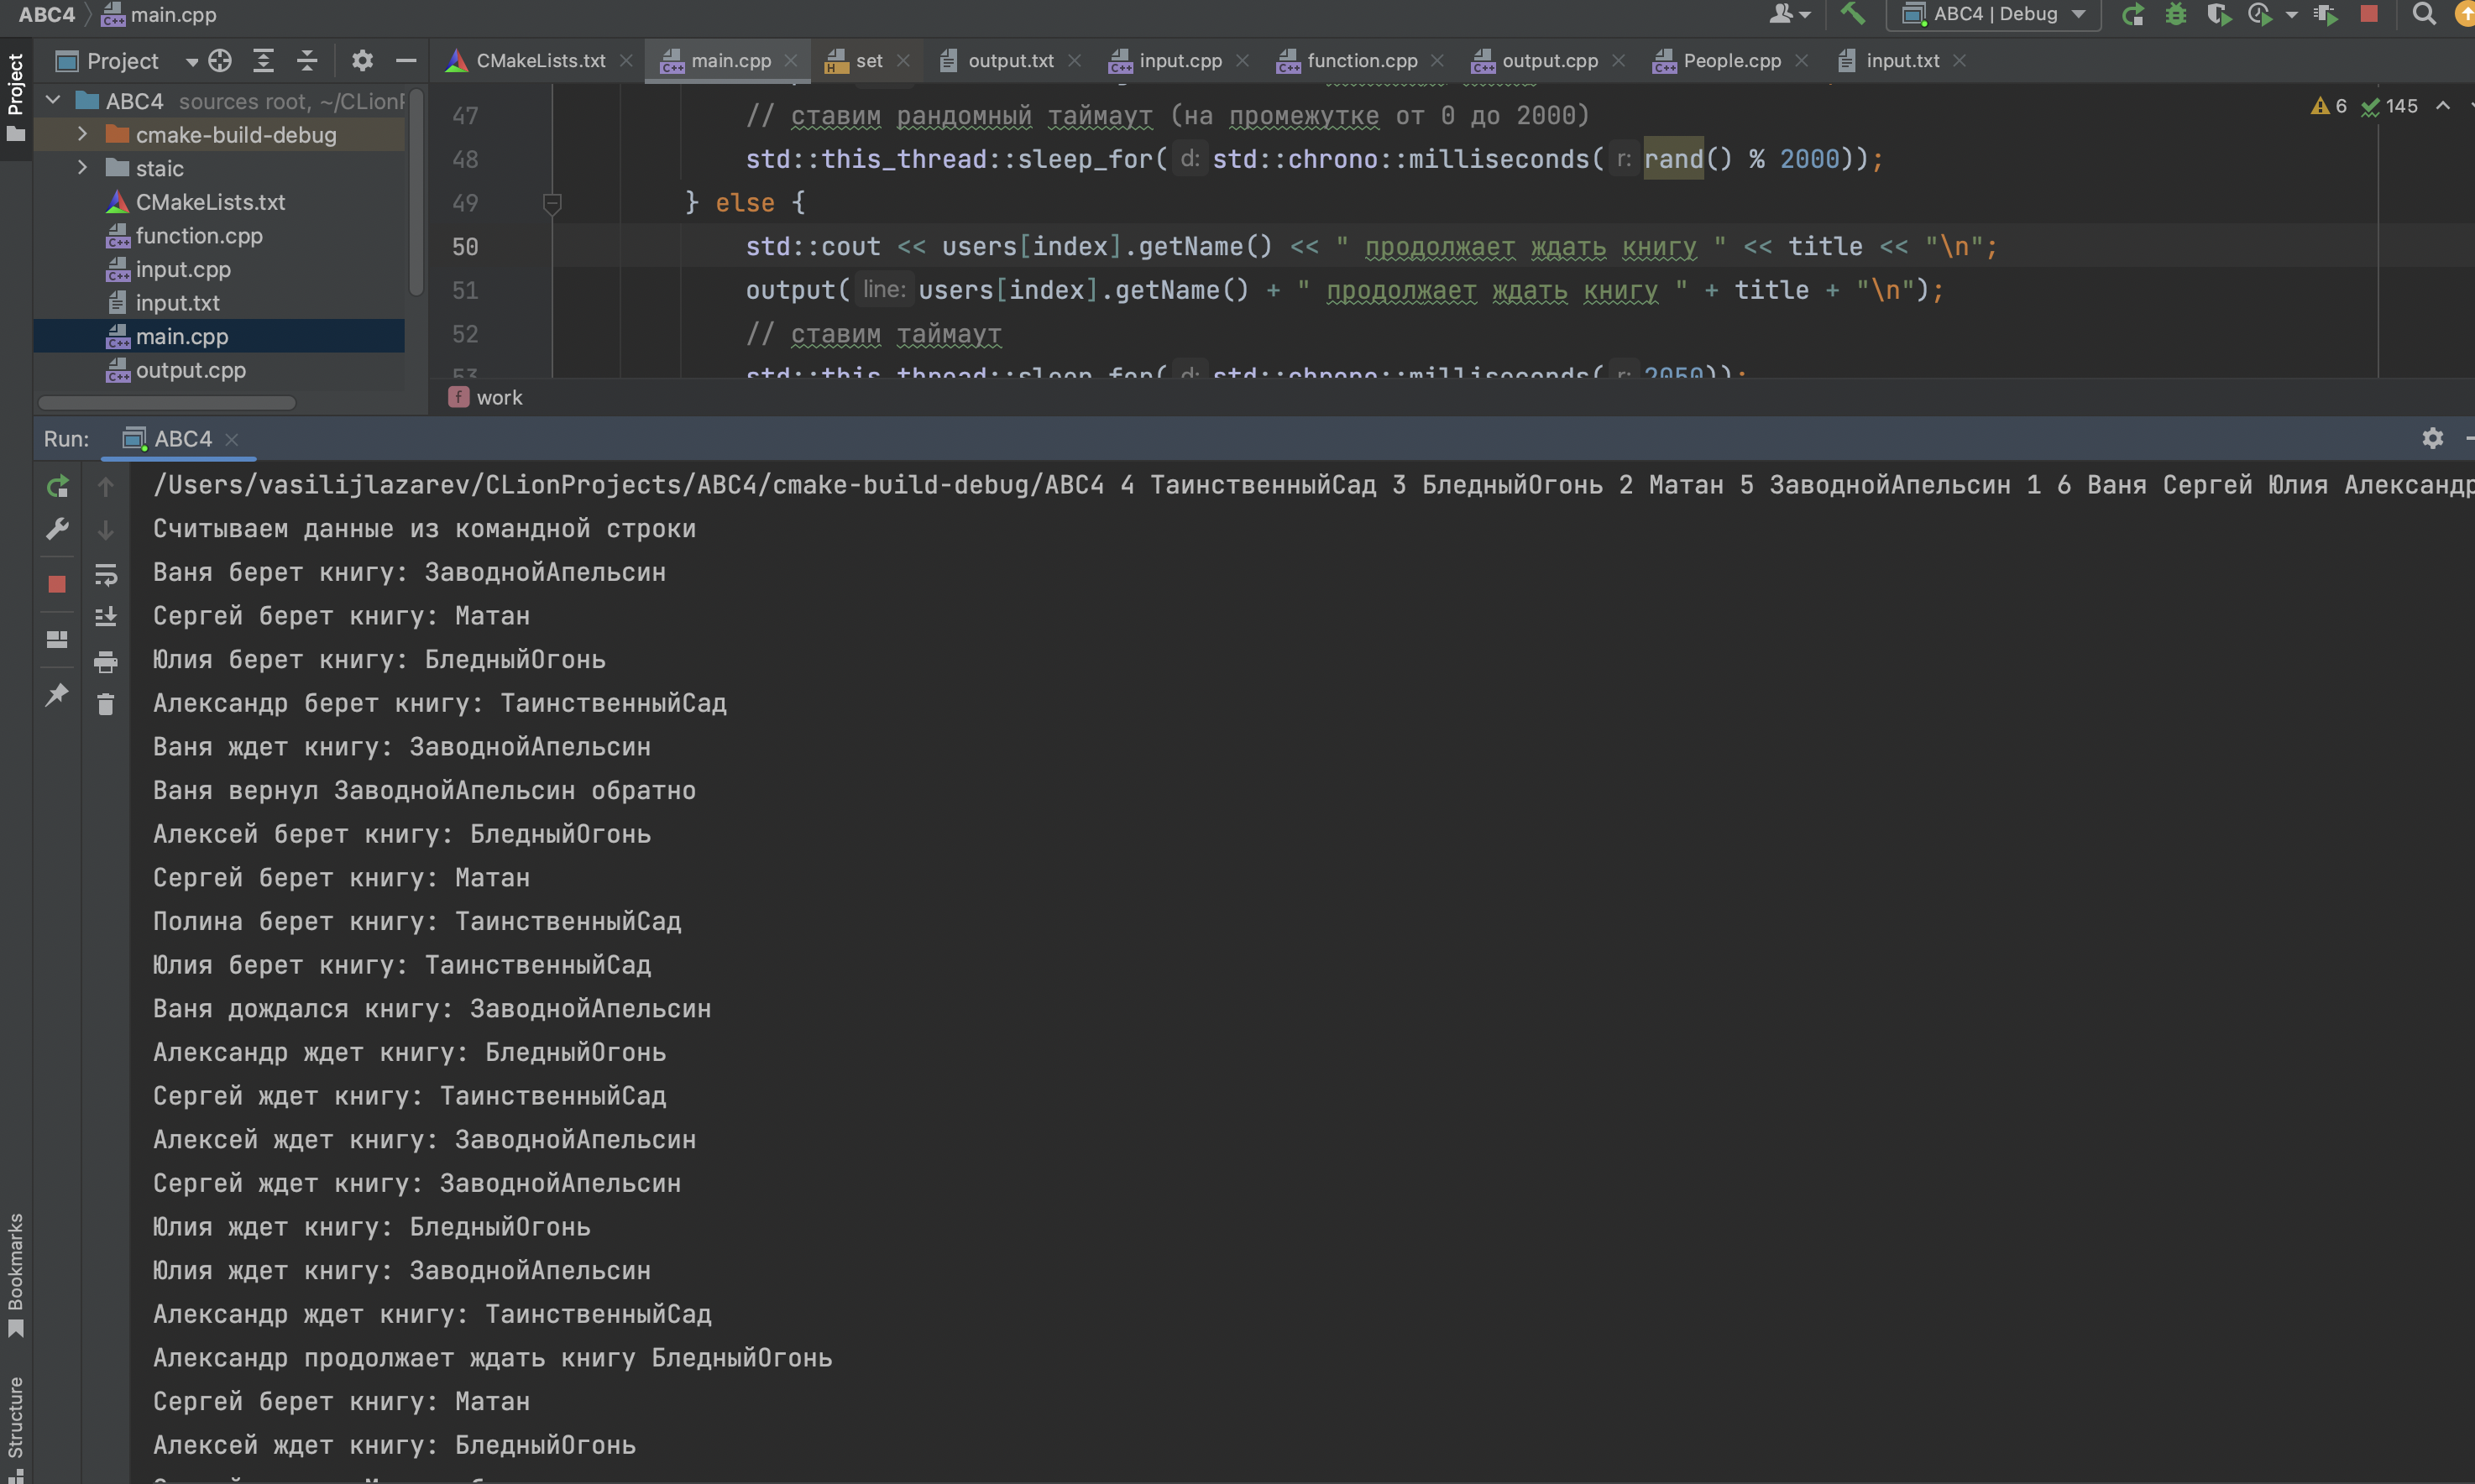 ABC4 main.cpp
ABC4 | Debug
Project
CMakeLists.txt main.cpp set output.txt input.cpp function.cpp output.cpp People.cpp input.txt
Project
ABC4 sources root, ~/CLionP
cmake-build-debug
staic
CMakeLists.txt
function.cpp
input.cpp
input.txt
main.cpp
output.cpp
6 145
47 // ставим рандомный таймаут (на промежутке от 0 до 2000)
48 std::this_thread::sleep_for( d: std::chrono::milliseconds( r: rand() % 2000));
49 } else {
50 std::cout << users[index].getName() << " продолжает ждать книгу " << title << "\n";
51 output( line: users[index].getName() + " продолжает ждать книгу " + title + "\n");
52 // ставим таймаут
53 std::this_thread::sleep_for( d: std::chrono::milliseconds( r: 2050));
f work
Run: ABC4
/Users/vasilijlazarev/CLionProjects/ABC4/cmake-build-debug/ABC4 4 ТаинственныйСад 3 БледныйОгонь 2 Матан 5 ЗаводнойАпельсин 1 6 Ваня Сергей Юлия Александр
Считываем данные из командной строки
Ваня берет книгу: ЗаводнойАпельсин
Сергей берет книгу: Матан
Юлия берет книгу: БледныйОгонь
Александр берет книгу: ТаинственныйСад
Ваня ждет книгу: ЗаводнойАпельсин
Ваня вернул ЗаводнойАпельсин обратно
Алексей берет книгу: БледныйОгонь
Сергей берет книгу: Матан
Полина берет книгу: ТаинственныйСад
Юлия берет книгу: ТаинственныйСад
Ваня дождался книгу: ЗаводнойАпельсин
Александр ждет книгу: БледныйОгонь
Сергей ждет книгу: ТаинственныйСад
Алексей ждет книгу: ЗаводнойАпельсин
Сергей ждет книгу: ЗаводнойАпельсин
Юлия ждет книгу: БледныйОгонь
Юлия ждет книгу: ЗаводнойАпельсин
Александр ждет книгу: ТаинственныйСад
Александр продолжает ждать книгу БледныйОгонь
Сергей берет книгу: Матан
Алексей ждет книгу: БледныйОгонь
Bookmarks
Structure